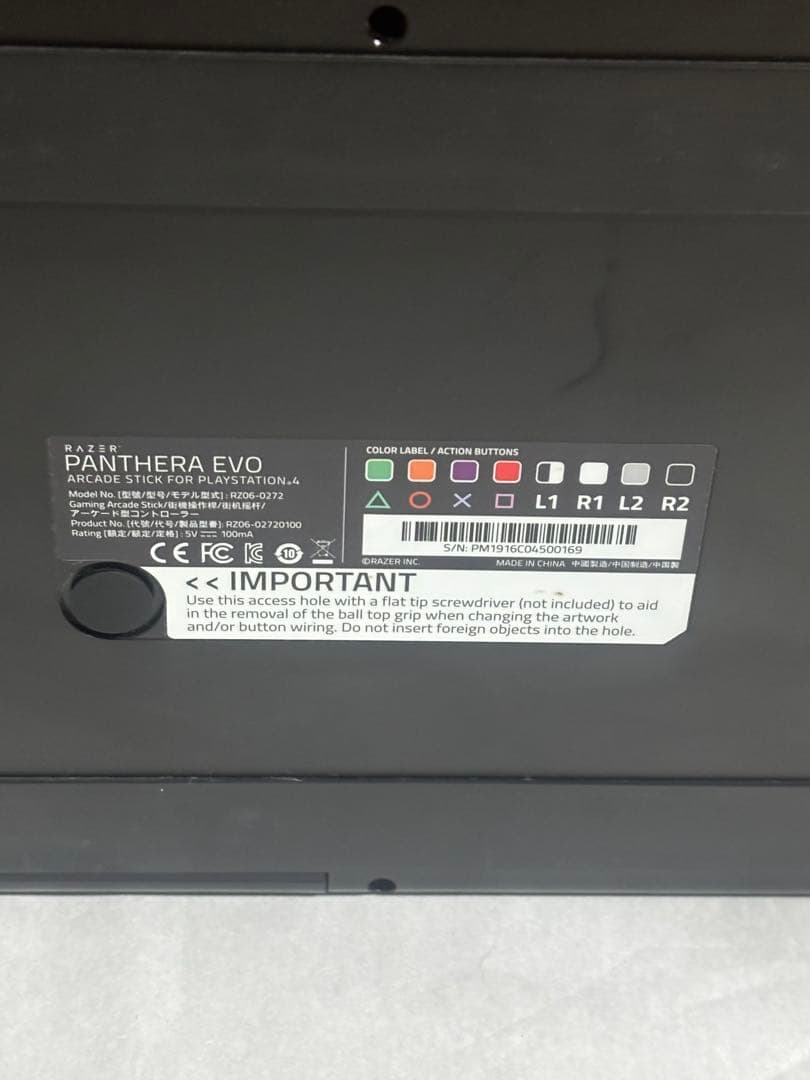 RAZER
PANTHERA EVO
ARCADE STICK FOR PLAYSTATION®4
Model No. [型號/型号/モデル型式] : RZ06-0272
Gaming Arcade Stick/街機操作桿/街机摇杆/
アーケード型コントローラー
Product No. [代號/代号/製品型番]: RZ06-02720100
Rating [額定/额定/定格] : 5V 100mA
CE FC 10
COLOR LABEL / ACTION BUTTONS
L1 R1 L2 R2
S/N: PM1916C04500169
©RAZER INC. MADE IN CHINA 中國製造/中国制造/中国製
<< IMPORTANT
Use this access hole with a flat tip screwdriver (not included) to aid
in the removal of the ball top grip when changing the artwork
and/or button wiring. Do not insert foreign objects into the hole.